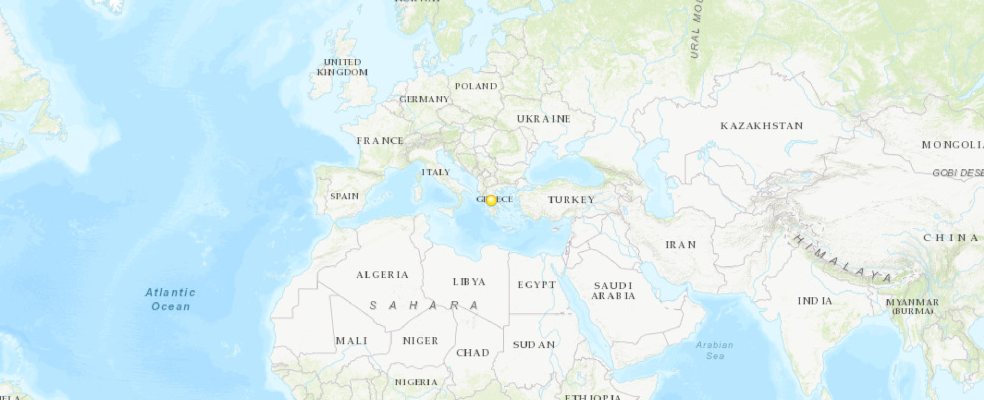 NORWAY
URAL MOU
UNITED
KINGDOM
POLAND
GERMANY
UKRAINE
KAZAKHSTAN
FRANCE
MONGOLI
ITALY
GOBI DESE
SPAIN
TURKEY
CHINA
IRAN
HIMALAYA
ALGERIA
LIBYA
EGYPT
SAUDI
ARABIA
Atlantic
Ocean
SAHARA
INDIA
MYANMAR
(BURMA)
MALI
NIGER
CHAD
SUDAN
Arabian
Sea
NIGERIA
ETHIOPIA